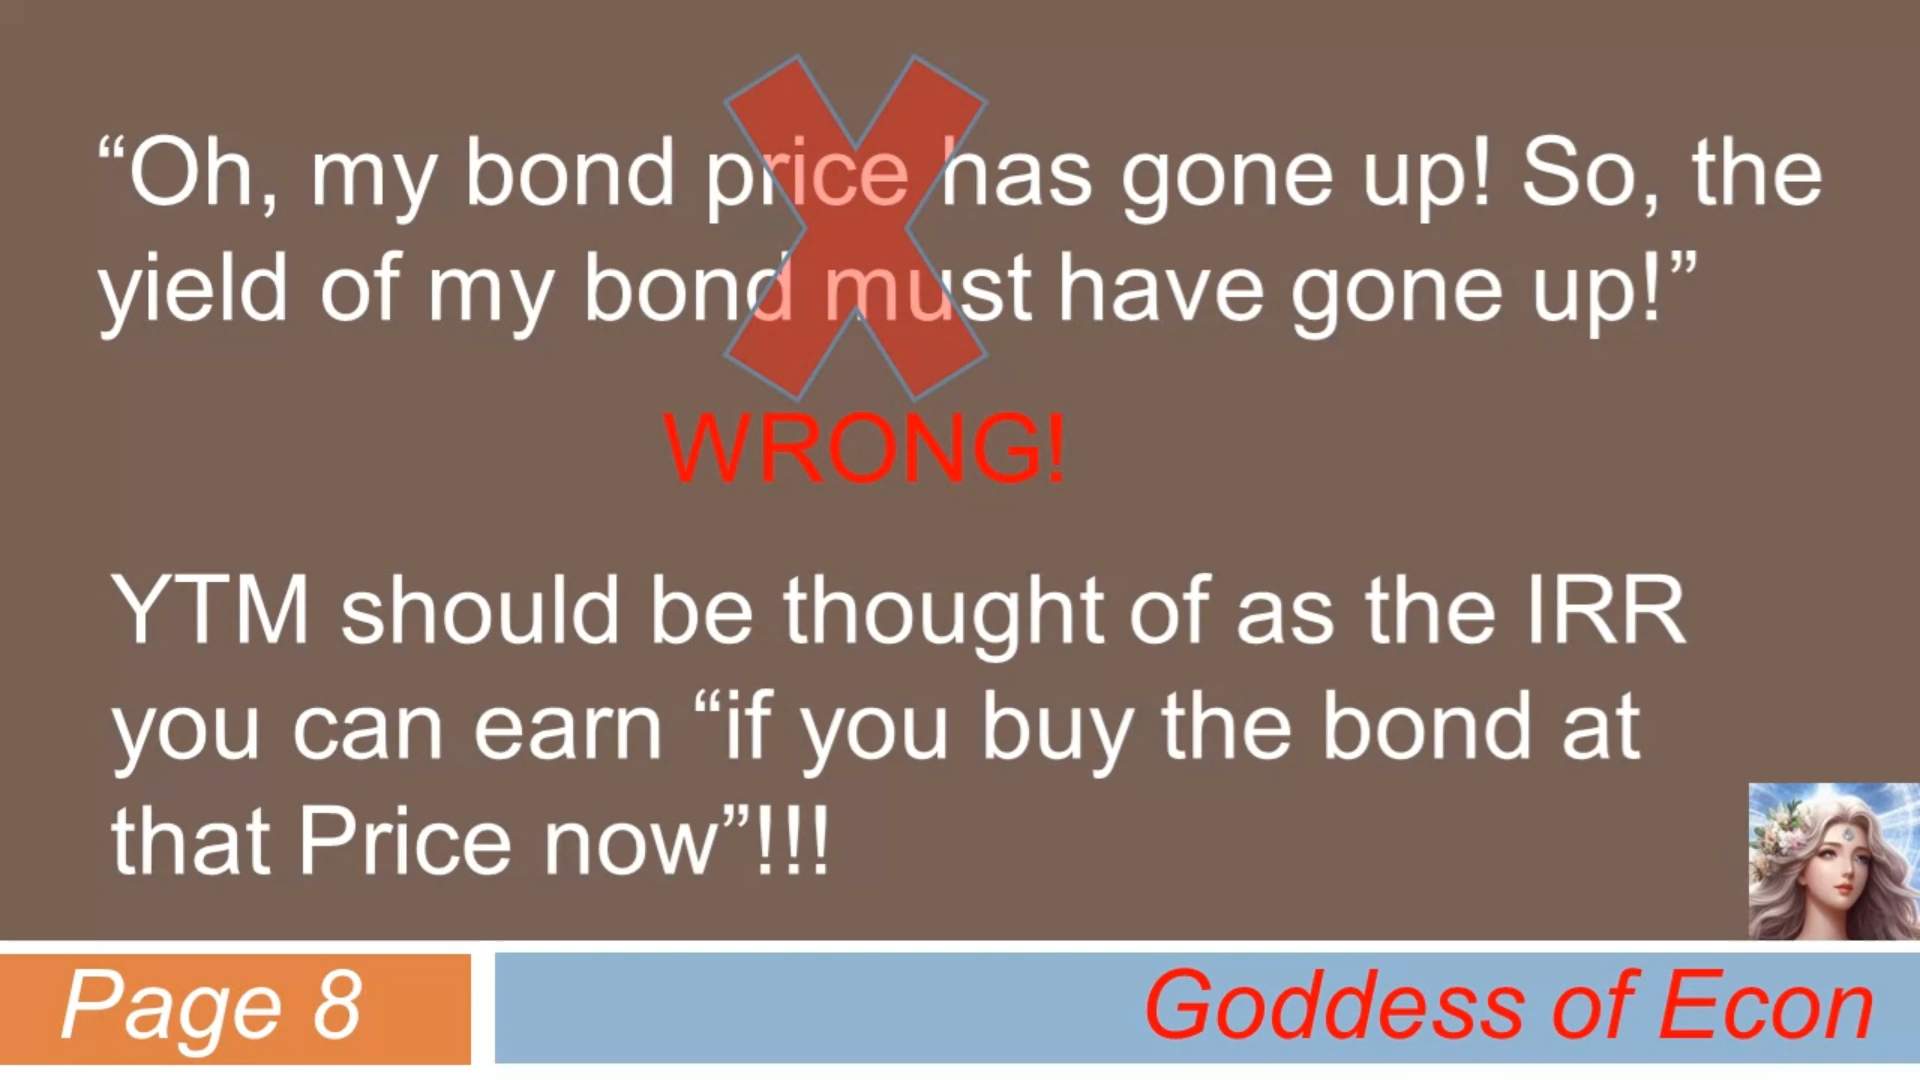 “Oh, my bond price has gone up! So, the
yield of my bond must have gone up!”
WRONG!
YTM should be thought of as the IRR
you can earn “if you buy the bond at
that Price now”!!!
Page 8
Goddess of Econ